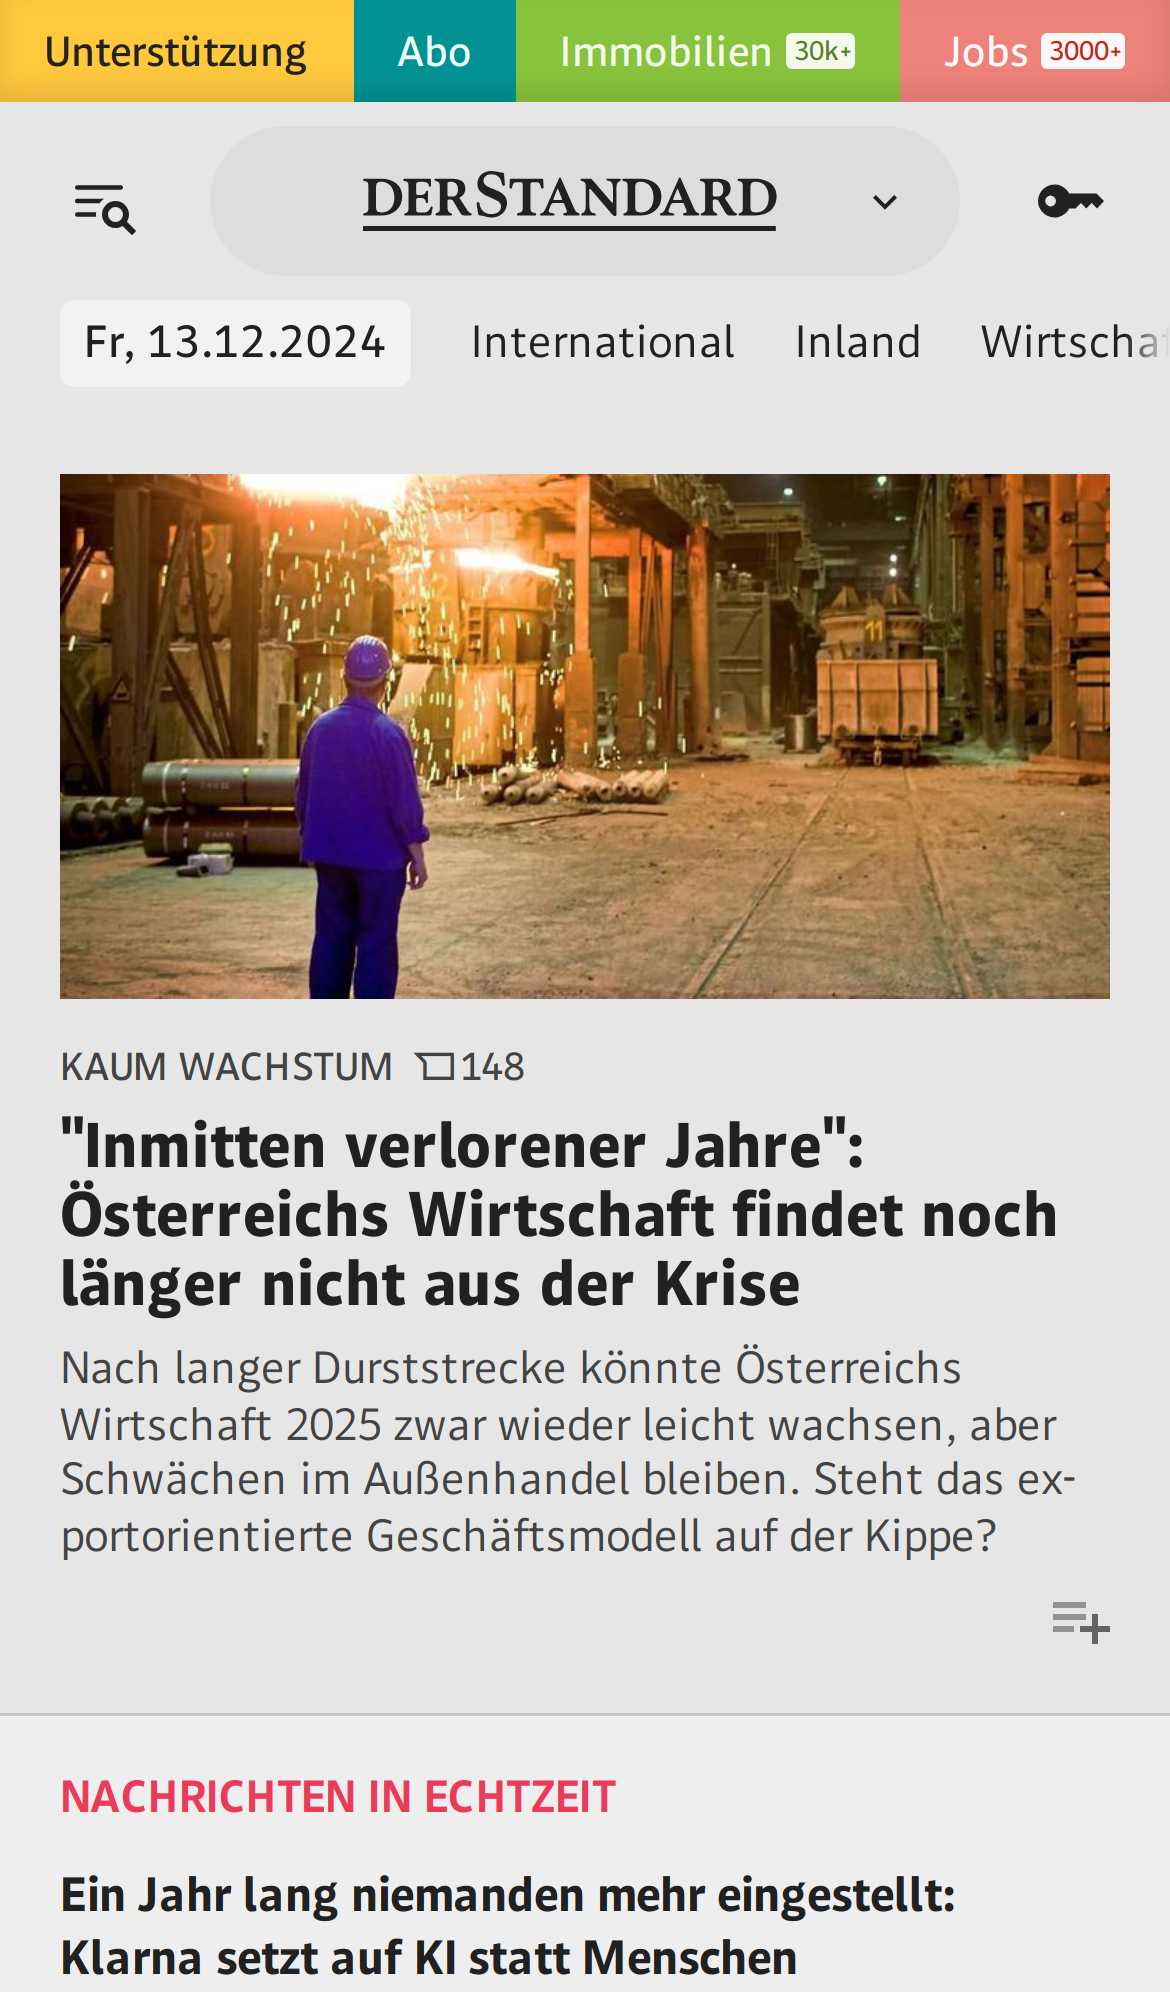 Unterstützung Abo Immobilien 30k+ Jobs 3000+
DERSTANDARD
Fr, 13.12.2024 International Inland Wirtscha
11
KAUM WACHSTUM 148
"Inmitten verlorener Jahre":
Österreichs Wirtschaft findet noch
länger nicht aus der Krise
Nach langer Durststrecke könnte Österreichs
Wirtschaft 2025 zwar wieder leicht wachsen, aber
Schwächen im Außenhandel bleiben. Steht das ex-
portorientierte Geschäftsmodell auf der Kippe?
NACHRICHTEN IN ECHTZEIT
Ein Jahr lang niemanden mehr eingestellt:
Klarna setzt auf KI statt Menschen